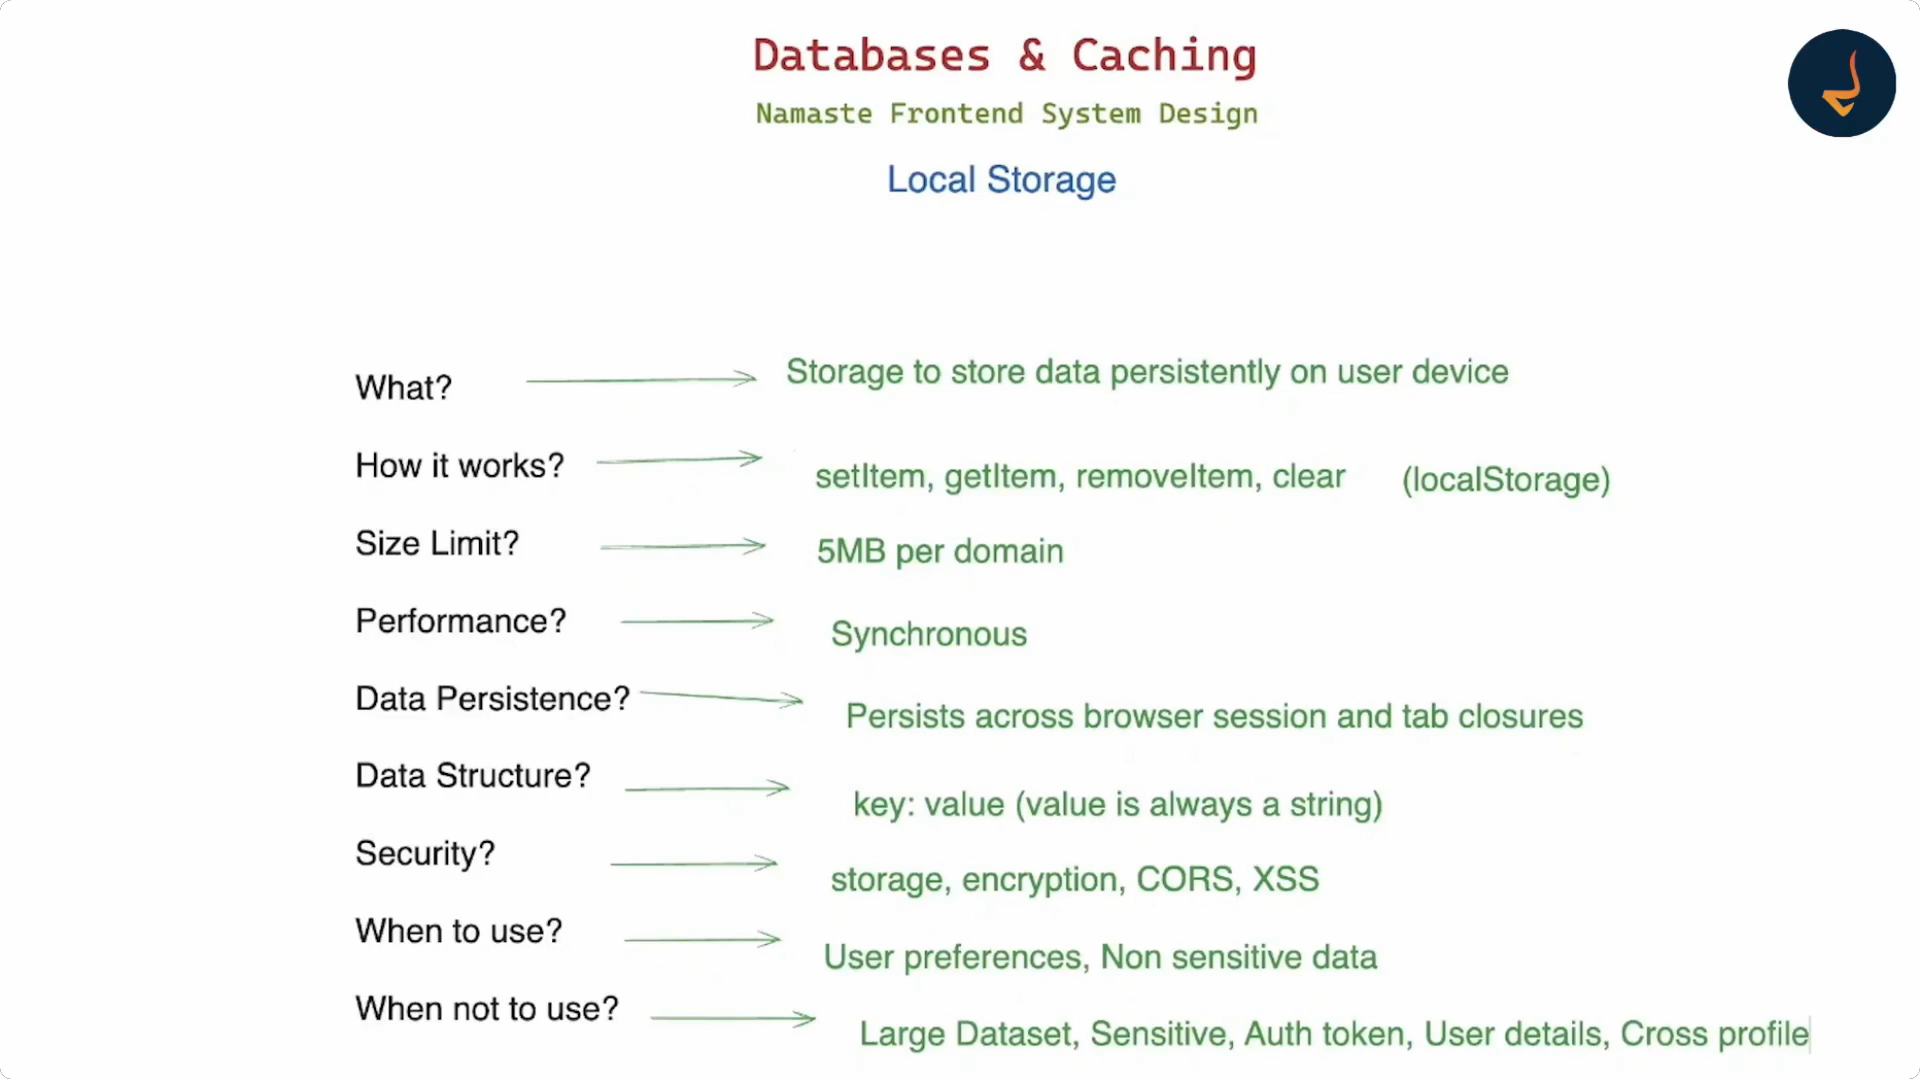 Databases & Caching
Namaste Frontend System Design
Local Storage
What? Storage to store data persistently on user device
How it works? setItem, getItem, removeItem, clear (localStorage)
Size Limit? 5MB per domain
Performance? Synchronous
Data Persistence? Persists across browser session and tab closures
Data Structure? key: value (value is always a string)
Security? storage, encryption, CORS, XSS
When to use? User preferences, Non sensitive data
When not to use? Large Dataset, Sensitive, Auth token, User details, Cross profile